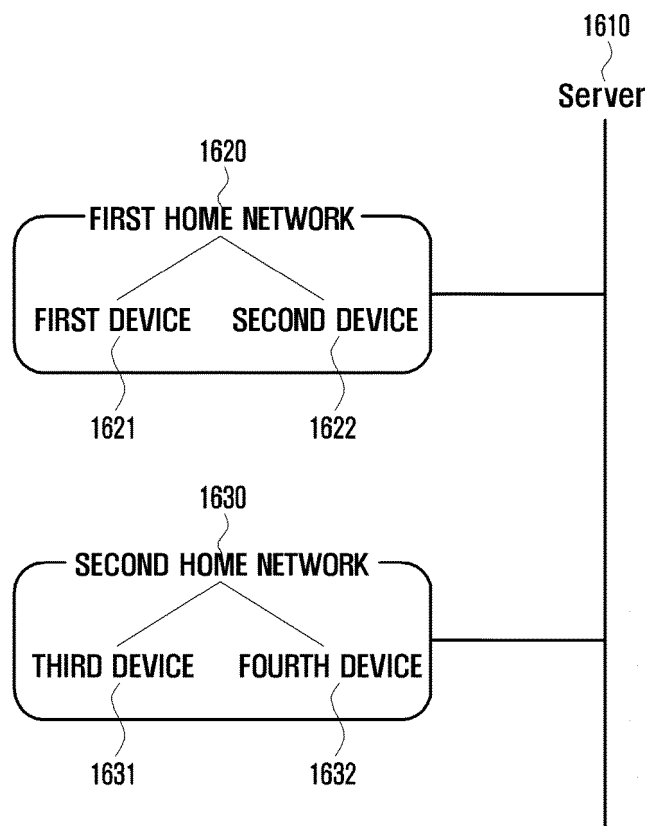 1610
Server
1620
FIRST HOME NETWORK
FIRST DEVICE SECOND DEVICE
1621 1622
1630
SECOND HOME NETWORK
THIRD DEVICE FOURTH DEVICE
1631 1632